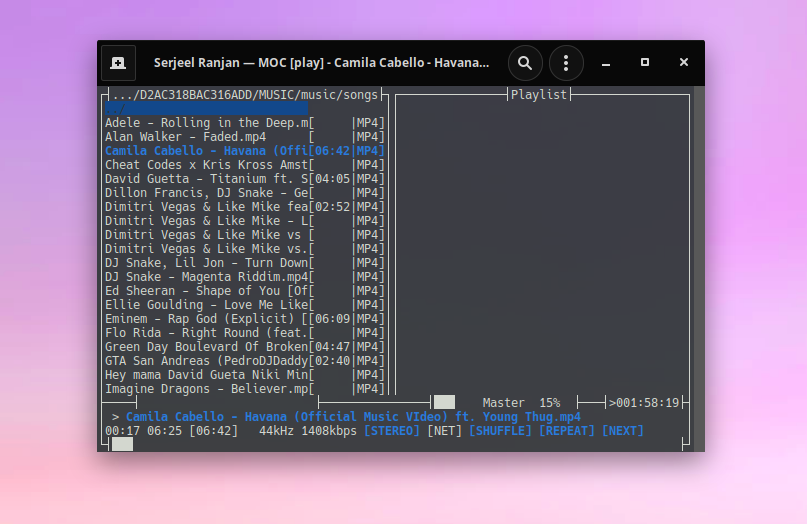 Serjeel Ranjan — MOC [play] - Camila Cabello - Havana...
.../D2AC318BAC316ADD/MUSIC/music/songs
Playlist
../
Adele - Rolling in the Deep.m[ |MP4]
Alan Walker - Faded.mp4 [ |MP4]
Camila Cabello - Havana (Offi[06:42|MP4]
Cheat Codes x Kris Kross Amst[ |MP4]
David Guetta - Titanium ft. S[04:05|MP4]
Dillon Francis, DJ Snake - Ge[ |MP4]
Dimitri Vegas & Like Mike fea[02:52|MP4]
Dimitri Vegas & Like Mike - L[ |MP4]
Dimitri Vegas & Like Mike vs [ |MP4]
Dimitri Vegas & Like Mike vs.[ |MP4]
DJ Snake, Lil Jon - Turn Down[ |MP4]
DJ Snake - Magenta Riddim.mp4[ |MP4]
Ed Sheeran - Shape of You [Of[ |MP4]
Ellie Goulding - Love Me Like[ |MP4]
Eminem - Rap God (Explicit) [[06:09|MP4]
Flo Rida - Right Round (feat.[ |MP4]
Green Day Boulevard Of Broken[04:47|MP4]
GTA San Andreas (PedroDJDaddy[02:40|MP4]
Hey mama David Gueta Niki Min[ |MP4]
Imagine Dragons - Believer.mp[ |MP4]
Master 15% >001:58:19
> Camila Cabello - Havana (Official Music VIdeo) ft. Young Thug.mp4
00:17 06:25 [06:42] 44kHz 1408kbps [STEREO] [NET] [SHUFFLE] [REPEAT] [NEXT]